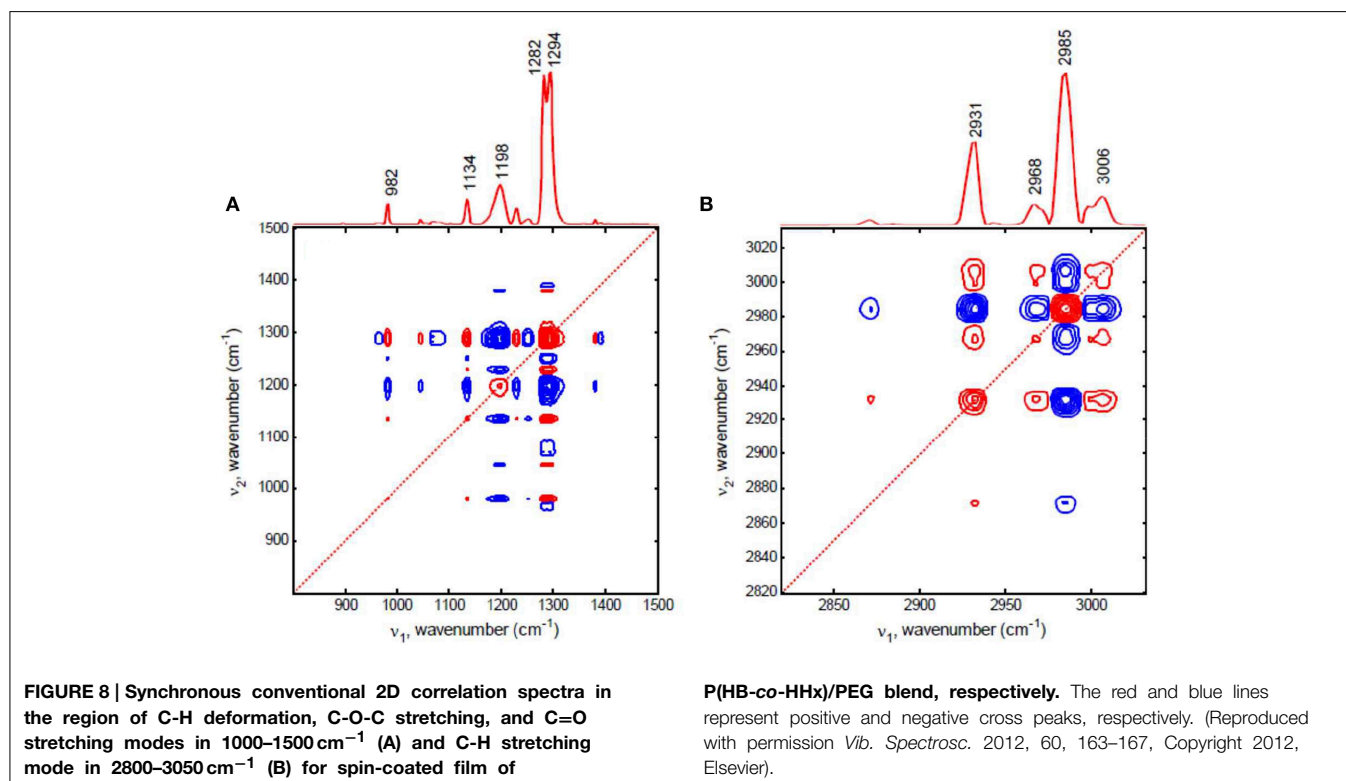 A
982
1134
1198
1282
1294
1500
1400
1300
1200
1100
1000
900
ν2, wavenumber (cm-1)
900 1000 1100 1200 1300 1400 1500
ν1, wavenumber (cm-1)
B
2931
2968
2985
3006
3020
3000
2980
2960
2940
2920
2900
2880
2860
2840
2820
ν2, wavenumber (cm-1)
2850 2900 2950 3000
ν1, wavenumber (cm-1)
FIGURE 8 | Synchronous conventional 2D correlation spectra in
the region of C-H deformation, C-O-C stretching, and C=O
stretching modes in 1000–1500 cm−1 (A) and C-H stretching
mode in 2800–3050 cm−1 (B) for spin-coated film of
P(HB-co-HHx)/PEG blend, respectively. The red and blue lines
represent positive and negative cross peaks, respectively. (Reproduced
with permission Vib. Spectrosc. 2012, 60, 163–167, Copyright 2012,
Elsevier).